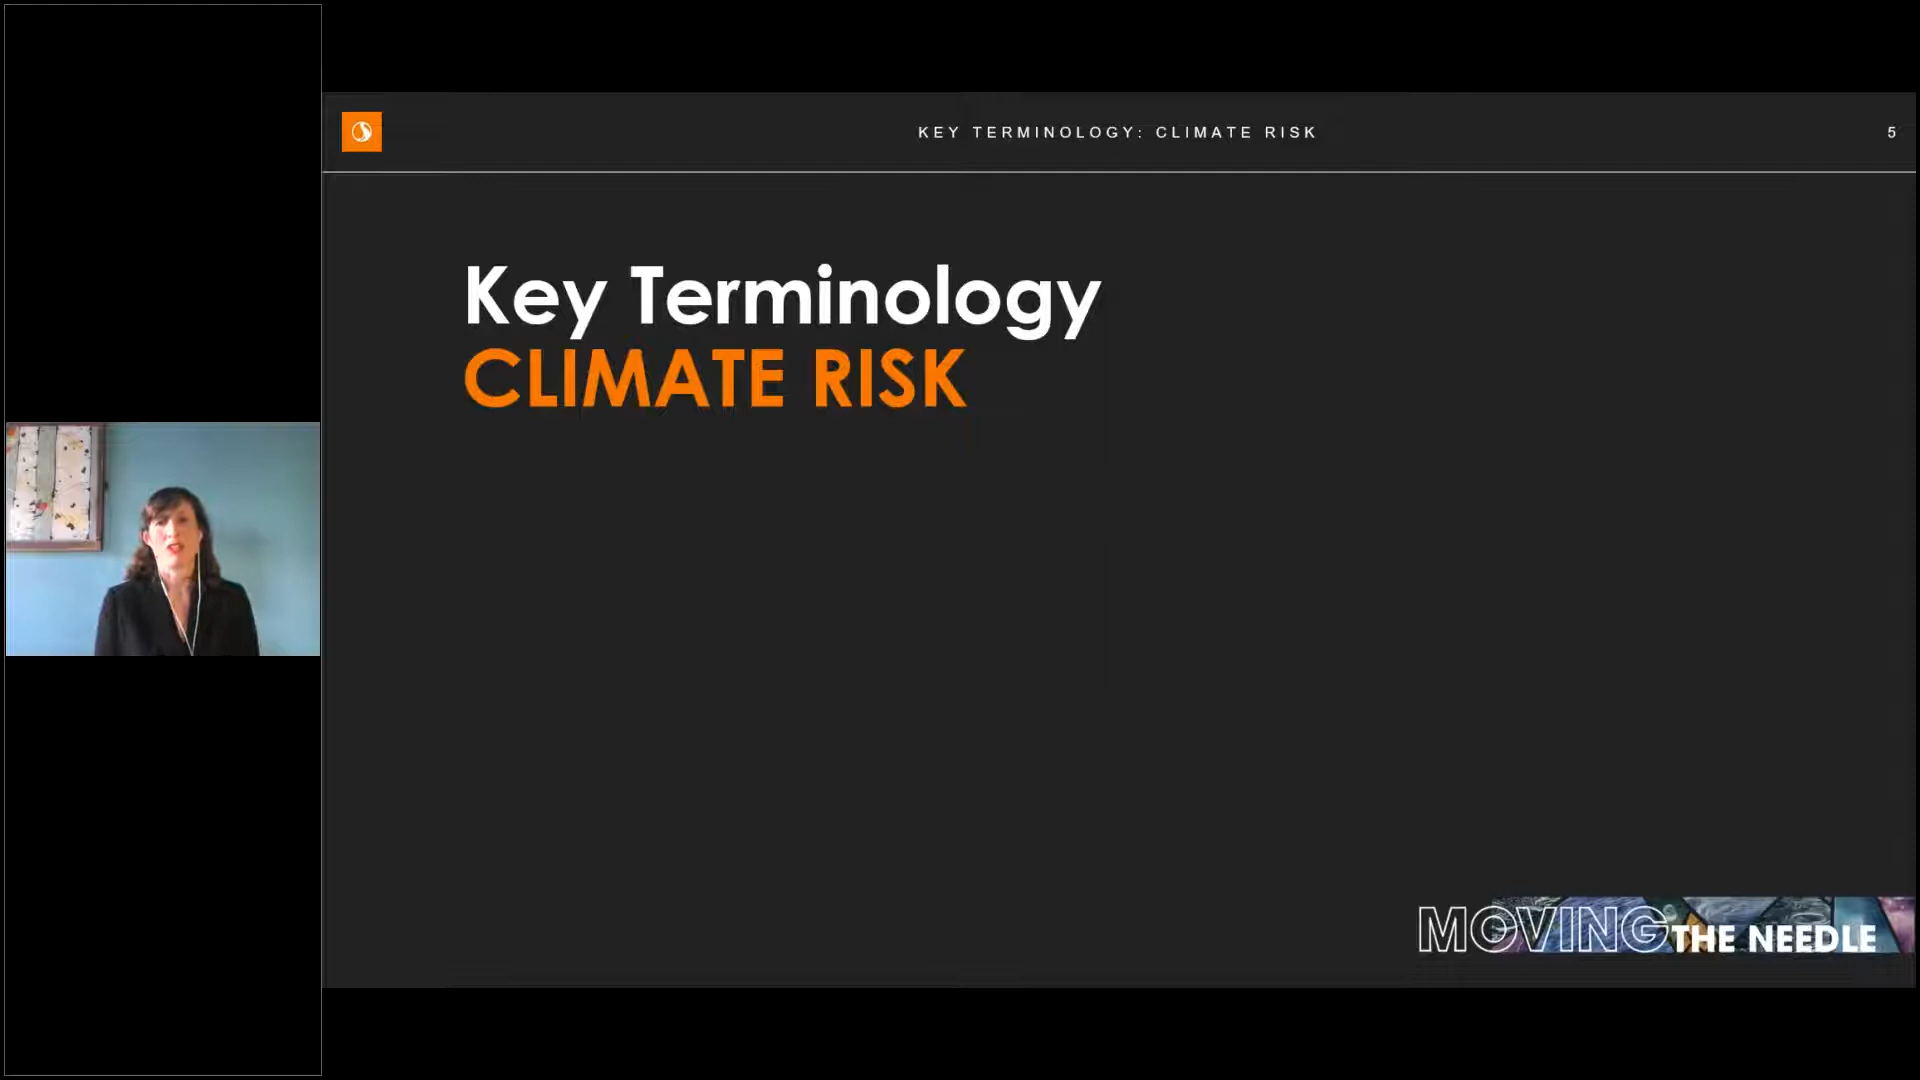 KEY TERMINOLOGY: CLIMATE RISK
5
Key Terminology
CLIMATE RISK
MOVING THE NEEDLE